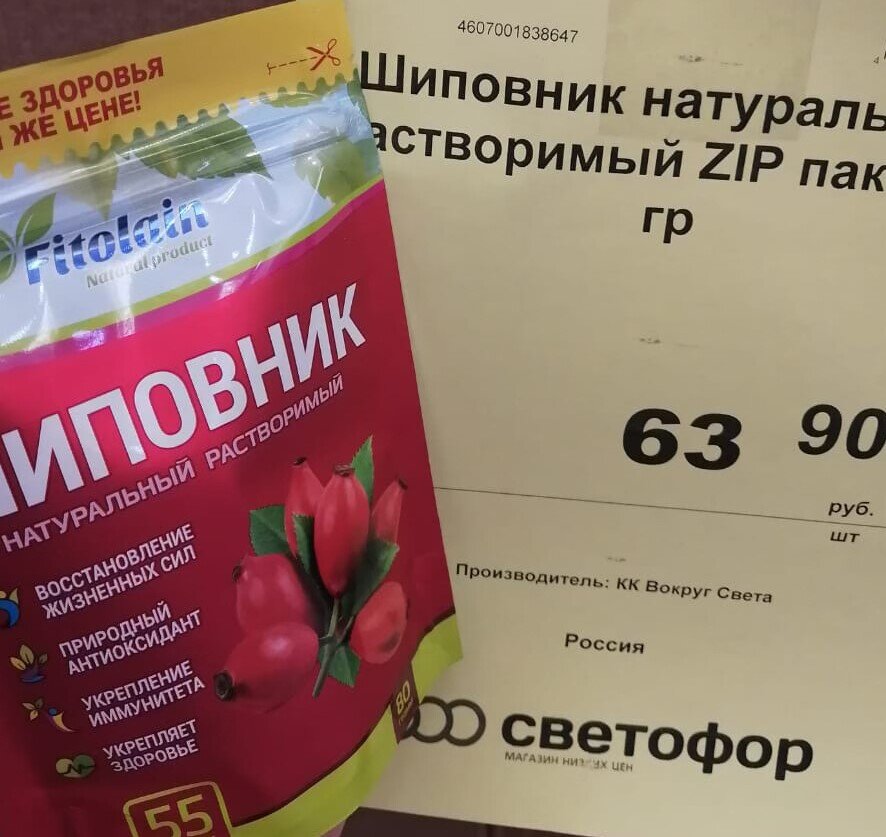 Е ЗДОРОВЬЯ
ЖЕ ЦЕНЕ!
Fitolain
Natural product
ШИПОВНИК
НАТУРАЛЬНЫЙ РАСТВОРИМЫЙ
ВОССТАНОВЛЕНИЕ
ЖИЗНЕННЫХ СИЛ
ПРИРОДНЫЙ
АНТИОКСИДАНТ
УКРЕПЛЕНИЕ
ИММУНИТЕТА
УКРЕПЛЯЕТ
ЗДОРОВЬЕ
80
55
4607001838647
Шиповник натураль
астворимый ZIP пак
гр
63 90
руб.
шт
Производитель: КК Вокруг Света
Россия
светофор
МАГАЗИН НИЗКИХ ЦЕН